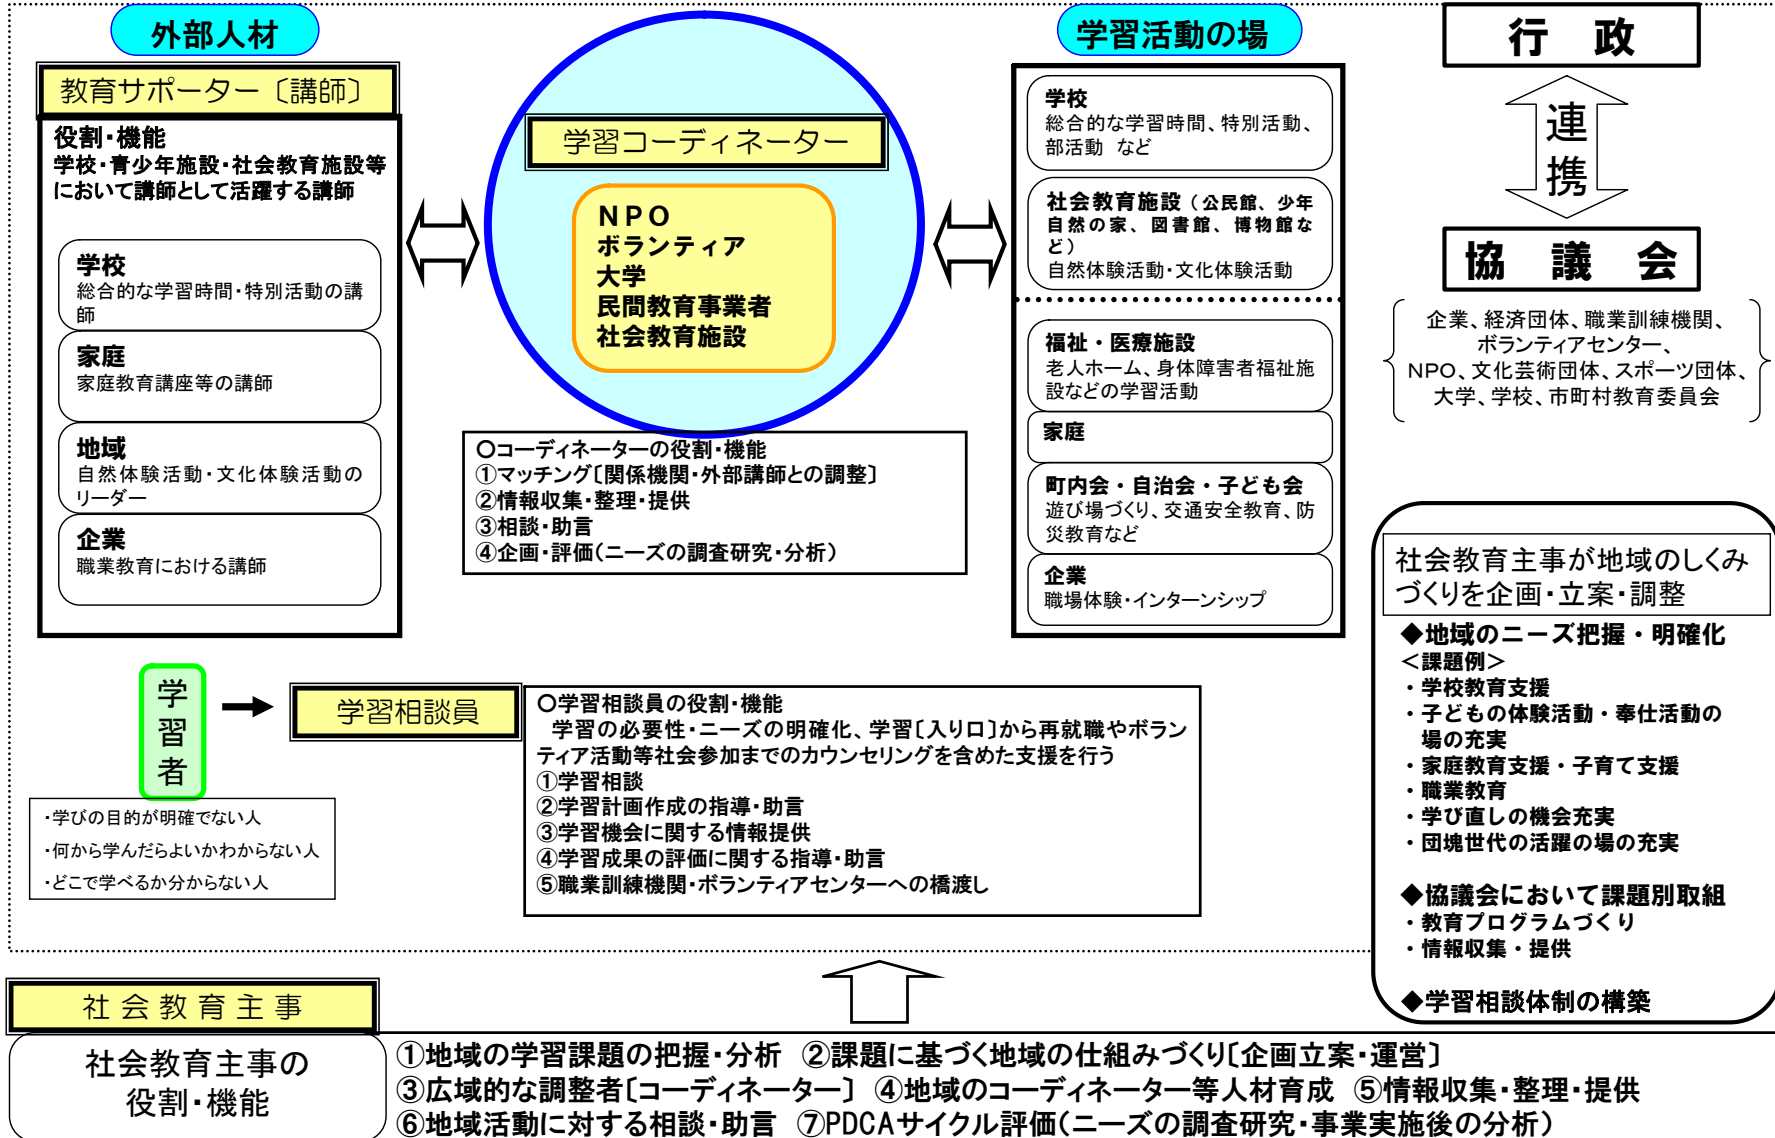 外部人材
教育サポーター〔講師〕
役割・機能
学校・青少年施設・社会教育施設等
において講師として活躍する講師
学校
総合的な学習時間・特別活動の講
師
家庭
家庭教育講座等の講師
地域
自然体験活動・文化体験活動の
リーダー
企業
職業教育における講師
学習コーディネーター
NPO
ボランティア
大学
民間教育事業者
社会教育施設
○コーディネーターの役割・機能
①マッチング〔関係機関・外部講師との調整〕
②情報収集・整理・提供
③相談・助言
④企画・評価(ニーズの調査研究・分析)
学習活動の場
学校
総合的な学習時間、特別活動、
部活動 など
社会教育施設(公民館、少年
自然の家、図書館、博物館な
ど)
自然体験活動・文化体験活動
福祉・医療施設
老人ホーム、身体障害者福祉施
設などの学習活動
家庭
町内会・自治会・子ども会
遊び場づくり、交通安全教育、防
災教育など
企業
職場体験・インターンシップ
行 政
連
携
協 議 会
企業、経済団体、職業訓練機関、
ボランティアセンター、
NPO、文化芸術団体、スポーツ団体、
大学、学校、市町村教育委員会
社会教育主事が地域のしくみ
づくりを企画・立案・調整
◆地域のニーズ把握・明確化
<課題例>
・学校教育支援
・子どもの体験活動・奉仕活動の
場の充実
・家庭教育支援・子育て支援
・職業教育
・学び直しの機会充実
・団塊世代の活躍の場の充実
◆協議会において課題別取組
・教育プログラムづくり
・情報収集・提供
◆学習相談体制の構築
学
習
者
・学びの目的が明確でない人
・何から学んだらよいかわからない人
・どこで学べるか分からない人
学習相談員
○学習相談員の役割・機能
学習の必要性・ニーズの明確化、学習〔入り口〕から再就職やボラン
ティア活動等社会参加までのカウンセリングを含めた支援を行う
①学習相談
②学習計画作成の指導・助言
③学習機会に関する情報提供
④学習成果の評価に関する指導・助言
⑤職業訓練機関・ボランティアセンターへの橋渡し
社会教育主事
社会教育主事の
役割・機能
①地域の学習課題の把握・分析 ②課題に基づく地域の仕組みづくり〔企画立案・運営〕
③広域的な調整者〔コーディネーター〕 ④地域のコーディネーター等人材育成 ⑤情報収集・整理・提供
⑥地域活動に対する相談・助言 ⑦PDCAサイクル評価(ニーズの調査研究・事業実施後の分析)